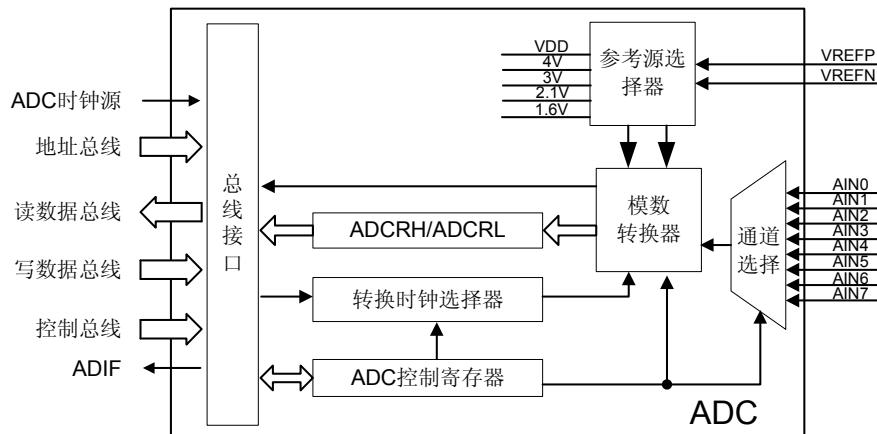 VDD
4V
3V
2.1V
1.6V
参考源选
择器
VREFP
VREFN
ADC时钟源
地址总线
读数据总线
写数据总线
控制总线
ADIF
总
线
接
口
ADCRH/ADCRL
转换时钟选择器
ADC控制寄存器
模数
转换器
通道
选择
AIN0
AIN1
AIN2
AIN3
AIN4
AIN5
AIN6
AIN7
ADC